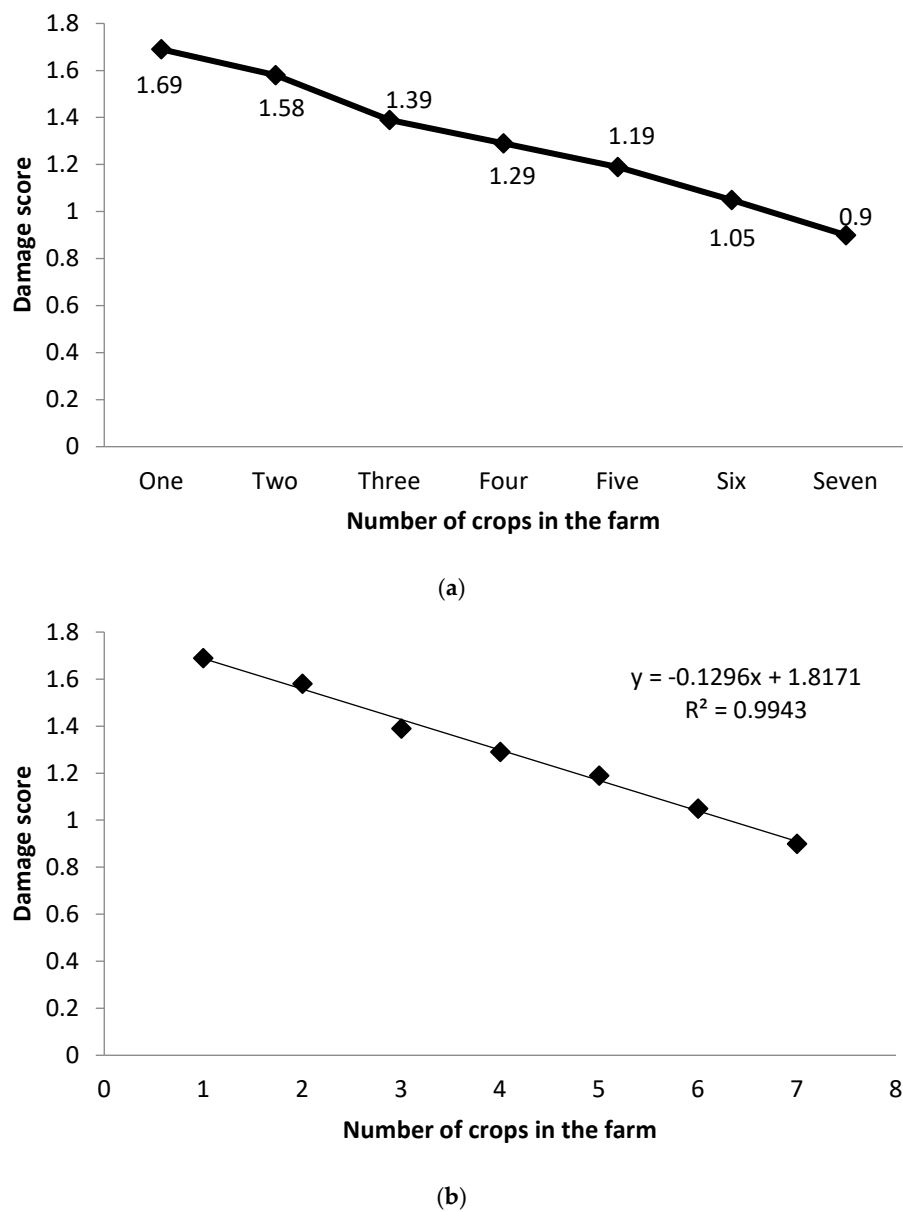 1.8
1.6
1.4
1.2
1
0.8
0.6
0.4
0.2
0
Damage score
1.69
1.58
1.39
1.29
1.19
1.05
0.9
One Two Three Four Five Six Seven
Number of crops in the farm
(a)
1.8
1.6
1.4
1.2
1
0.8
0.6
0.4
0.2
0
Damage score
y = -0.1296x + 1.8171
R² = 0.9943
0 1 2 3 4 5 6 7 8
Number of crops in the farm
(b)